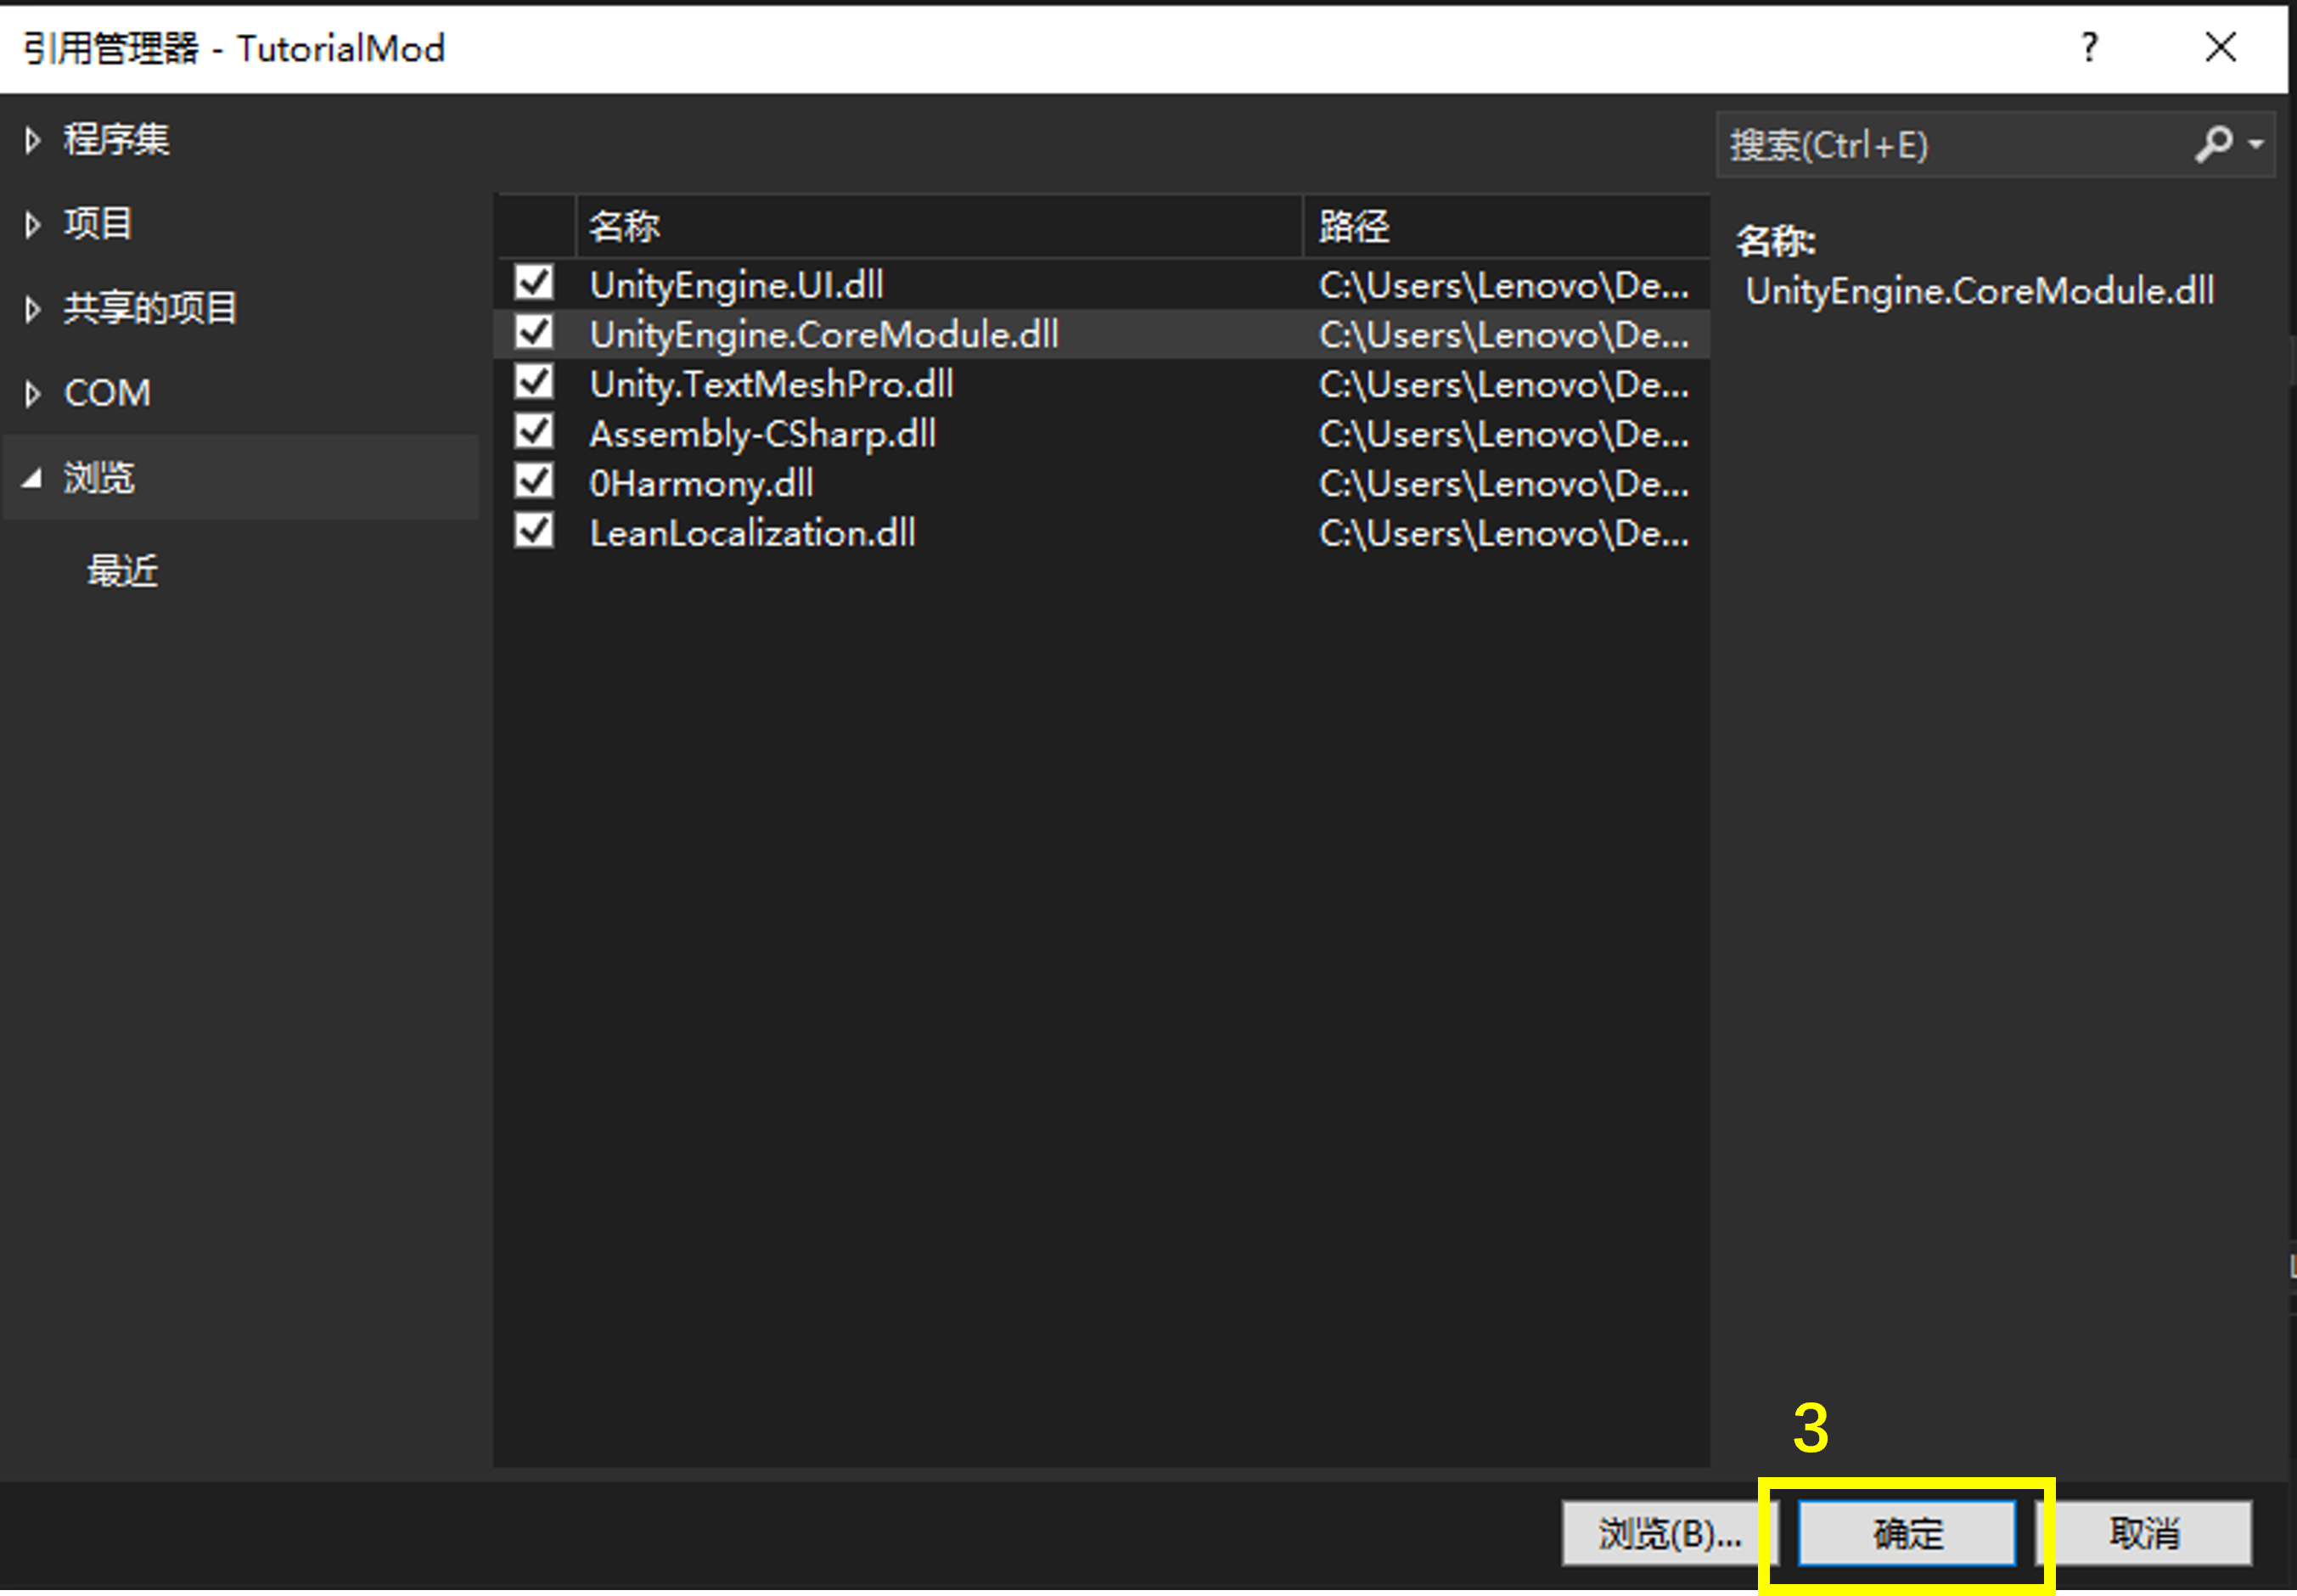 引用管理器 - TutorialMod
?
程序集
项目
共享的项目
COM
浏览
最近
名称 路径
UnityEngine.UI.dll C:\Users\Lenovo\De...
UnityEngine.CoreModule.dll C:\Users\Lenovo\De...
Unity.TextMeshPro.dll C:\Users\Lenovo\De...
Assembly-CSharp.dll C:\Users\Lenovo\De...
0Harmony.dll C:\Users\Lenovo\De...
LeanLocalization.dll C:\Users\Lenovo\De...
搜索(Ctrl+E)
名称:
UnityEngine.CoreModule.dll
3
浏览(B)... 确定 取消